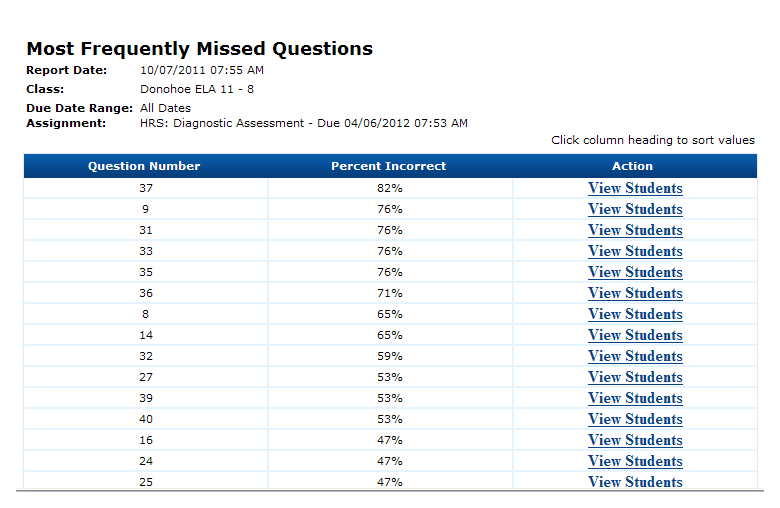 Most Frequently Missed Questions
Report Date: 10/07/2011 07:55 AM
Class: Donohoe ELA 11 - 8
Due Date Range: All Dates
Assignment: HRS: Diagnostic Assessment - Due 04/06/2012 07:53 AM
Click column heading to sort values
Question Number Percent Incorrect Action
37 82% View Students
9 76% View Students
31 76% View Students
33 76% View Students
35 76% View Students
36 71% View Students
8 65% View Students
14 65% View Students
32 59% View Students
27 53% View Students
39 53% View Students
40 53% View Students
16 47% View Students
24 47% View Students
25 47% View Students